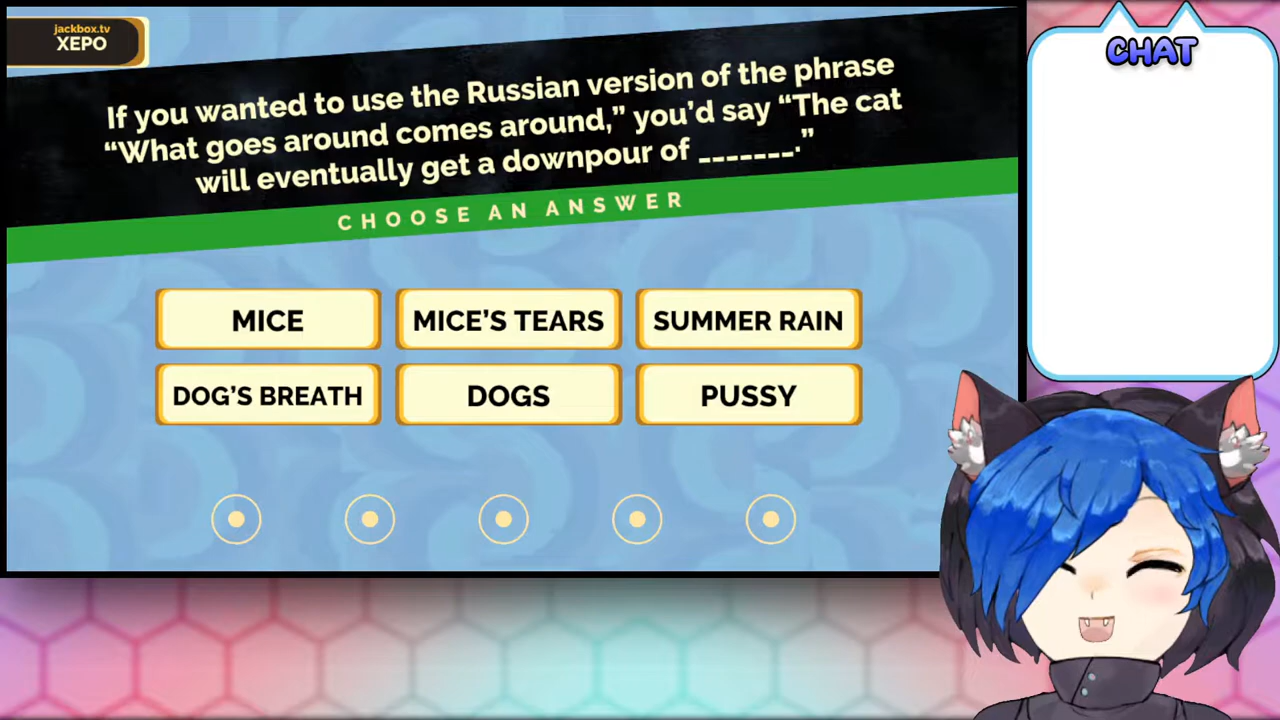 jackbox.tv
XEPO
If you wanted to use the Russian version of the phrase
“What goes around comes around,” you’d say “The cat
will eventually get a downpour of _______.”
CHOOSE AN ANSWER
MICE
MICE’S TEARS
SUMMER RAIN
DOG’S BREATH
DOGS
PUSSY
CHAT